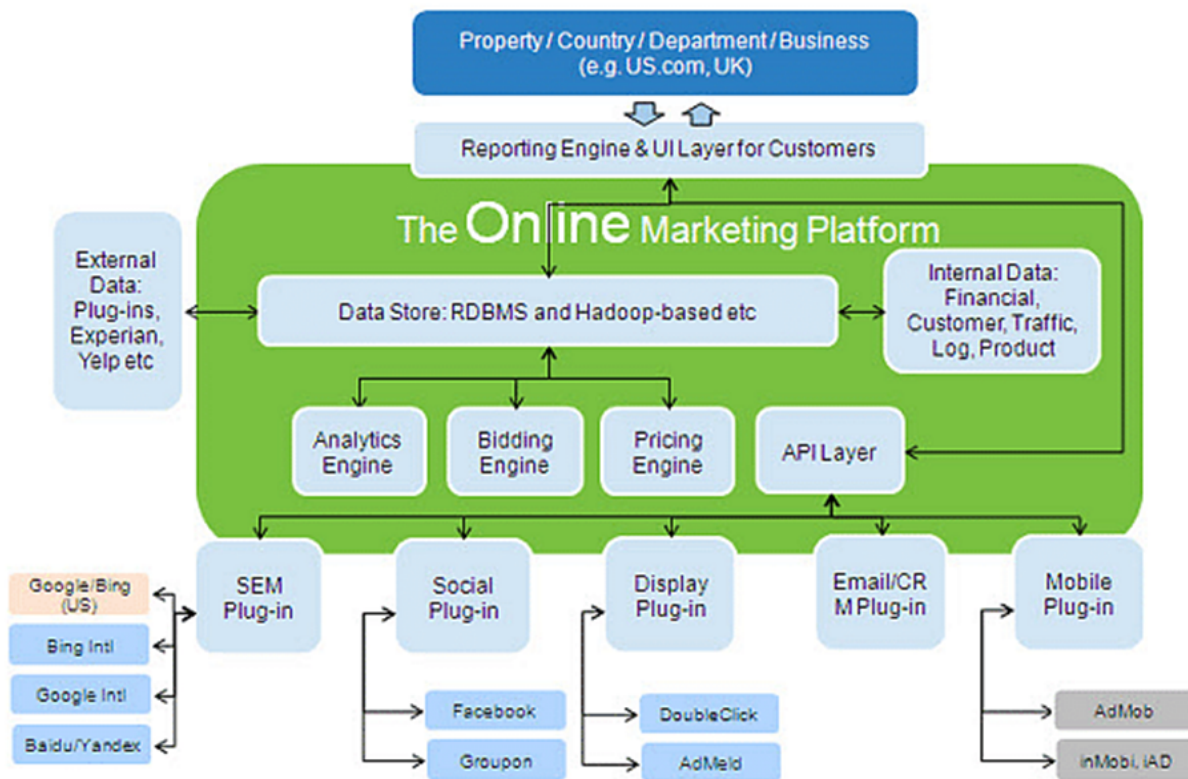 Property / Country / Department / Business
(e.g. US.com, UK)
Reporting Engine & UI Layer for Customers
The Online Marketing Platform
External
Data:
Plug-ins,
Experian,
Yelp etc
Data Store: RDBMS and Hadoop-based etc
Internal Data:
Financial,
Customer, Traffic,
Log, Product
Analytics
Engine
Bidding
Engine
Pricing
Engine
API Layer
SEM
Plug-in
Social
Plug-in
Display
Plug-in
Email/CR
M Plug-in
Mobile
Plug-in
Google/Bing
(US)
Bing Intl
Google Intl
Baidu/Yandex
Facebook
Groupon
DoubleClick
AdMeld
AdMob
inMobi, iAD